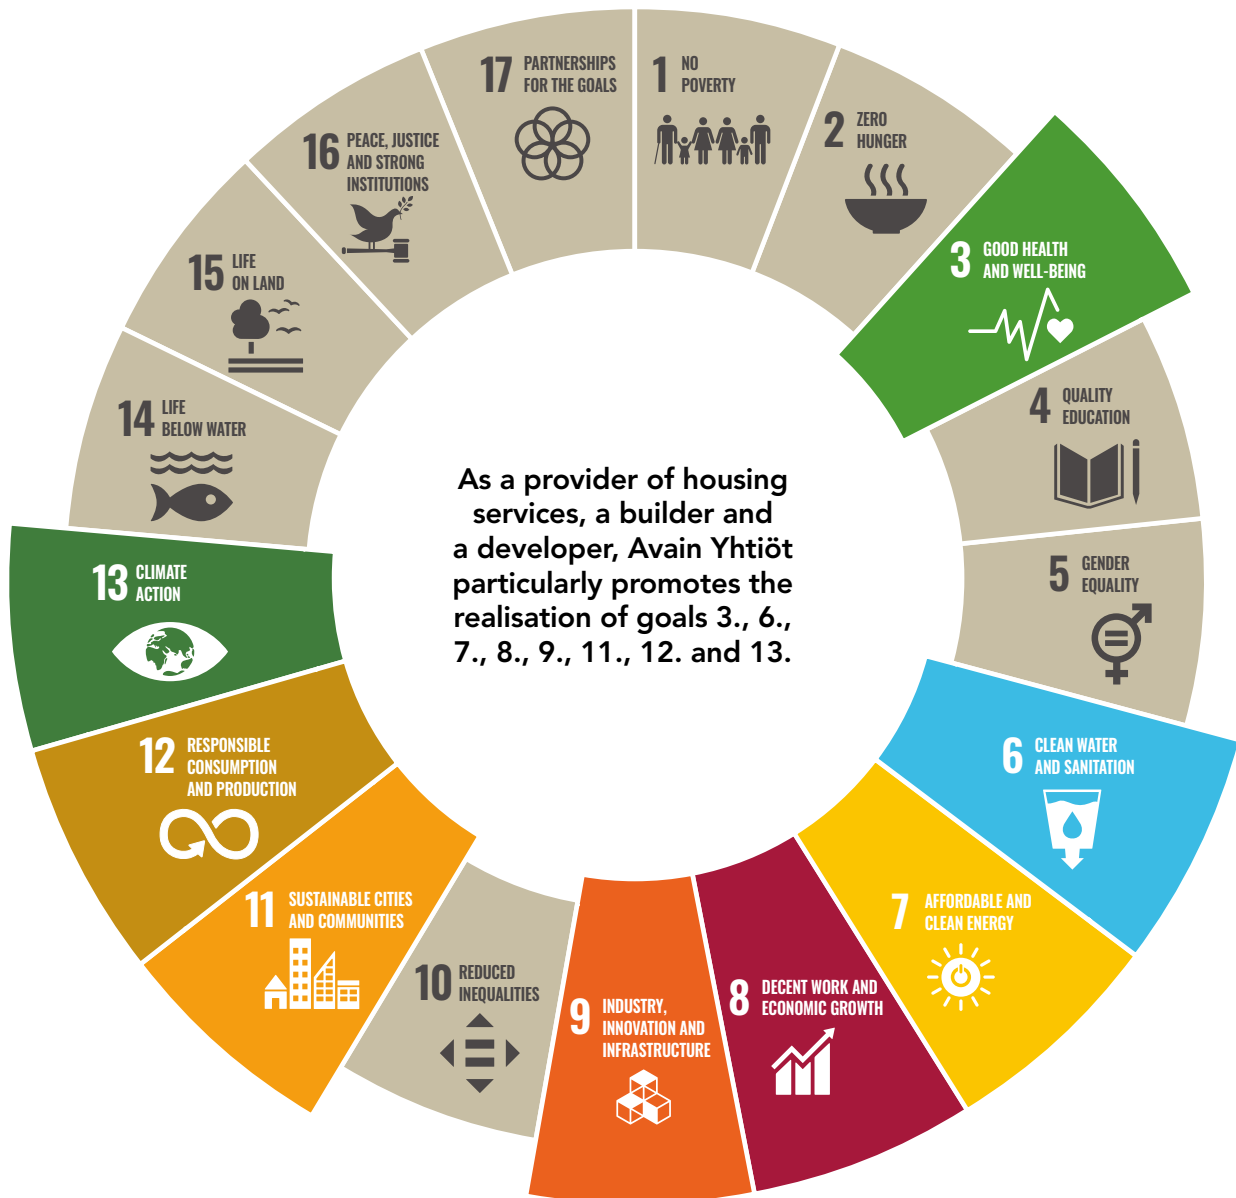 1 NO
POVERTY
2 ZERO
HUNGER
3 GOOD HEALTH
AND WELL-BEING
4 QUALITY
EDUCATION
5 GENDER
EQUALITY
6 CLEAN WATER
AND SANITATION
7 AFFORDABLE AND
CLEAN ENERGY
8 DECENT WORK AND
ECONOMIC GROWTH
9 INDUSTRY,
INNOVATION AND
INFRASTRUCTURE
10 REDUCED
INEQUALITIES
11 SUSTAINABLE CITIES
AND COMMUNITIES
12 RESPONSIBLE
CONSUMPTION
AND PRODUCTION
13 CLIMATE
ACTION
14 LIFE
BELOW WATER
15 LIFE
ON LAND
16 PEACE, JUSTICE
AND STRONG
INSTITUTIONS
17 PARTNERSHIPS
FOR THE GOALS
As a provider of housing
services, a builder and
a developer, Avain Yhtiöt
particularly promotes the
realisation of goals 3., 6.,
7., 8., 9., 11., 12. and 13.